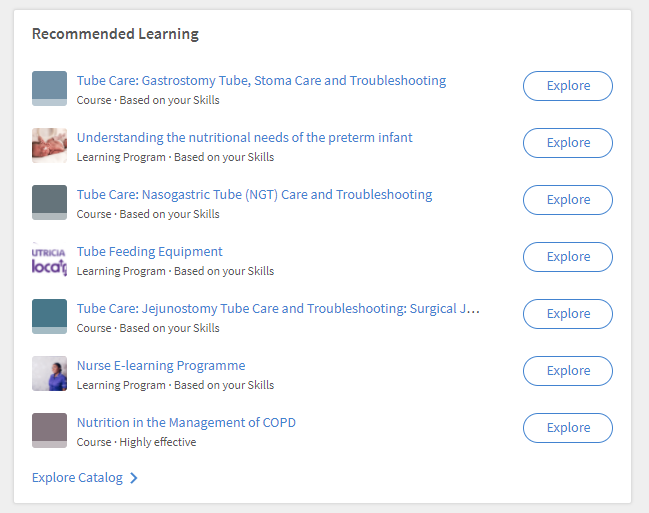 Recommended Learning
Tube Care: Gastrostomy Tube, Stoma Care and Troubleshooting
Course · Based on your Skills
Explore
Understanding the nutritional needs of the preterm infant
Learning Program · Based on your Skills
Explore
Tube Care: Nasogastric Tube (NGT) Care and Troubleshooting
Course · Based on your Skills
Explore
UTRICIA
loca
Tube Feeding Equipment
Learning Program · Based on your Skills
Explore
Tube Care: Jejunostomy Tube Care and Troubleshooting: Surgical J...
Course · Based on your Skills
Explore
Nurse E-learning Programme
Learning Program · Based on your Skills
Explore
Nutrition in the Management of COPD
Course · Highly effective
Explore
Explore Catalog